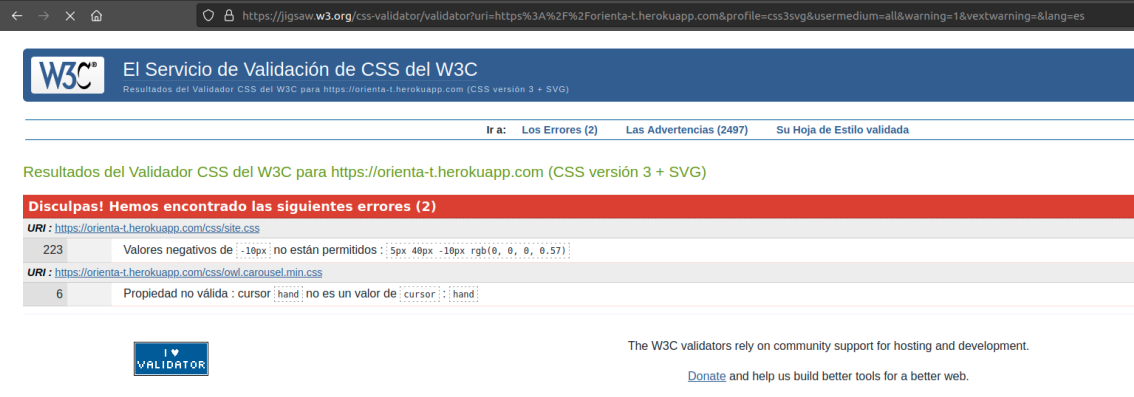 https://jigsaw.w3.org/css-validator/validator?uri=https%3A%2F%2Forienta-t.herokuapp.com&profile=css3svg&usermedium=all&warning=1&vextwarning=&lang=es
W3C® El Servicio de Validación de CSS del W3C
Resultados del Validador CSS del W3C para https://orienta-t.herokuapp.com (CSS versión 3 + SVG)
Ir a: Los Errores (2) Las Advertencias (2497) Su Hoja de Estilo validada
Resultados del Validador CSS del W3C para https://orienta-t.herokuapp.com (CSS versión 3 + SVG)
Disculpas! Hemos encontrado las siguientes errores (2)
URI : https://orienta-t.herokuapp.com/css/site.css
223 Valores negativos de -10px no están permitidos : 5px 40px -10px rgb(0, 0, 0, 0.57)
URI : https://orienta-t.herokuapp.com/css/owl.carousel.min.css
6 Propiedad no válida : cursor hand no es un valor de cursor : hand
I ♥
VALIDATOR
The W3C validators rely on community support for hosting and development.
Donate and help us build better tools for a better web.